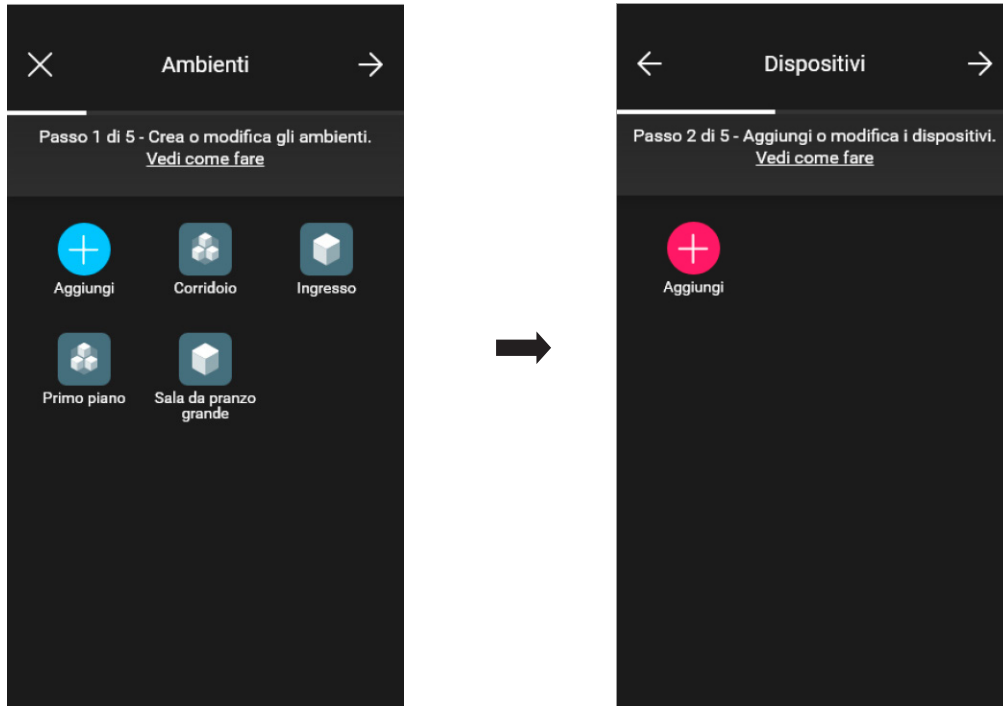 Ambienti
Passo 1 di 5 - Crea o modifica gli ambienti.
Vedi come fare
Aggiungi
Corridoio
Ingresso
Primo piano
Sala da pranzo
grande
Dispositivi
Passo 2 di 5 - Aggiungi o modifica i dispositivi.
Vedi come fare
Aggiungi